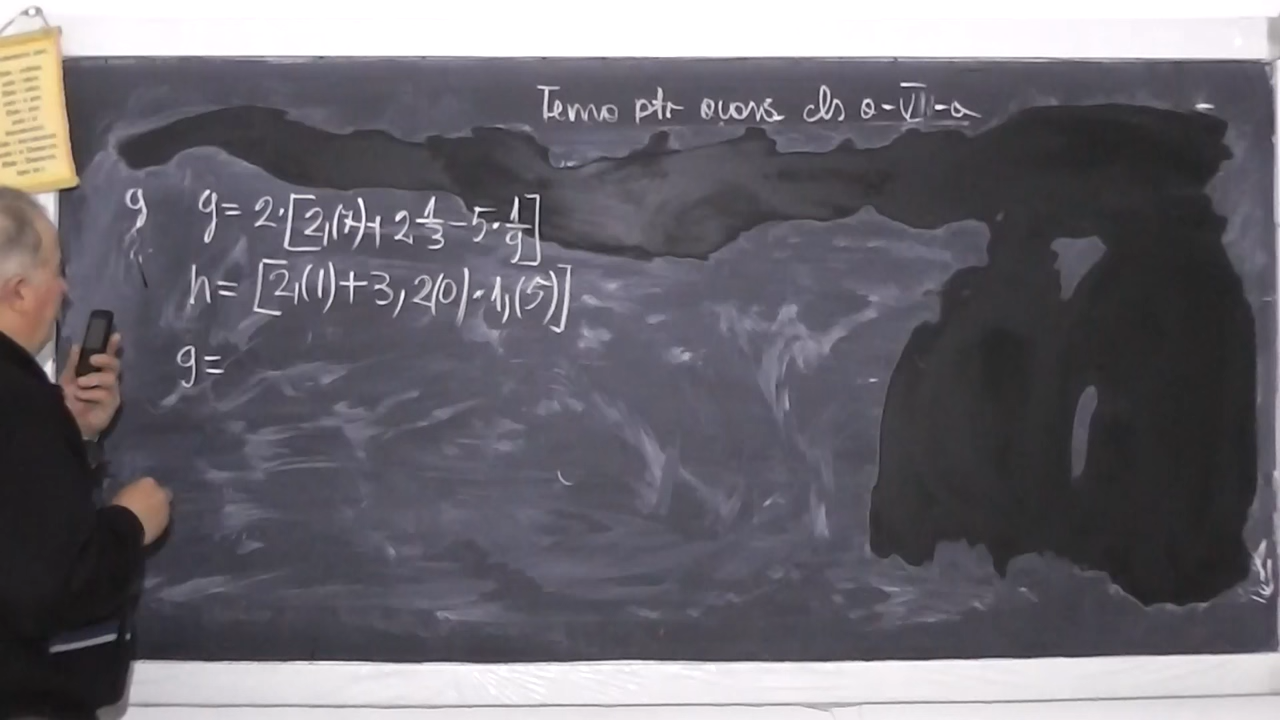 Tema ptr acasă cls a-VII-a
g g=2·[2,(7)+2 1/3-5·1/9]
h=[2,(1)+3,2(0)·1,(5)]
g=